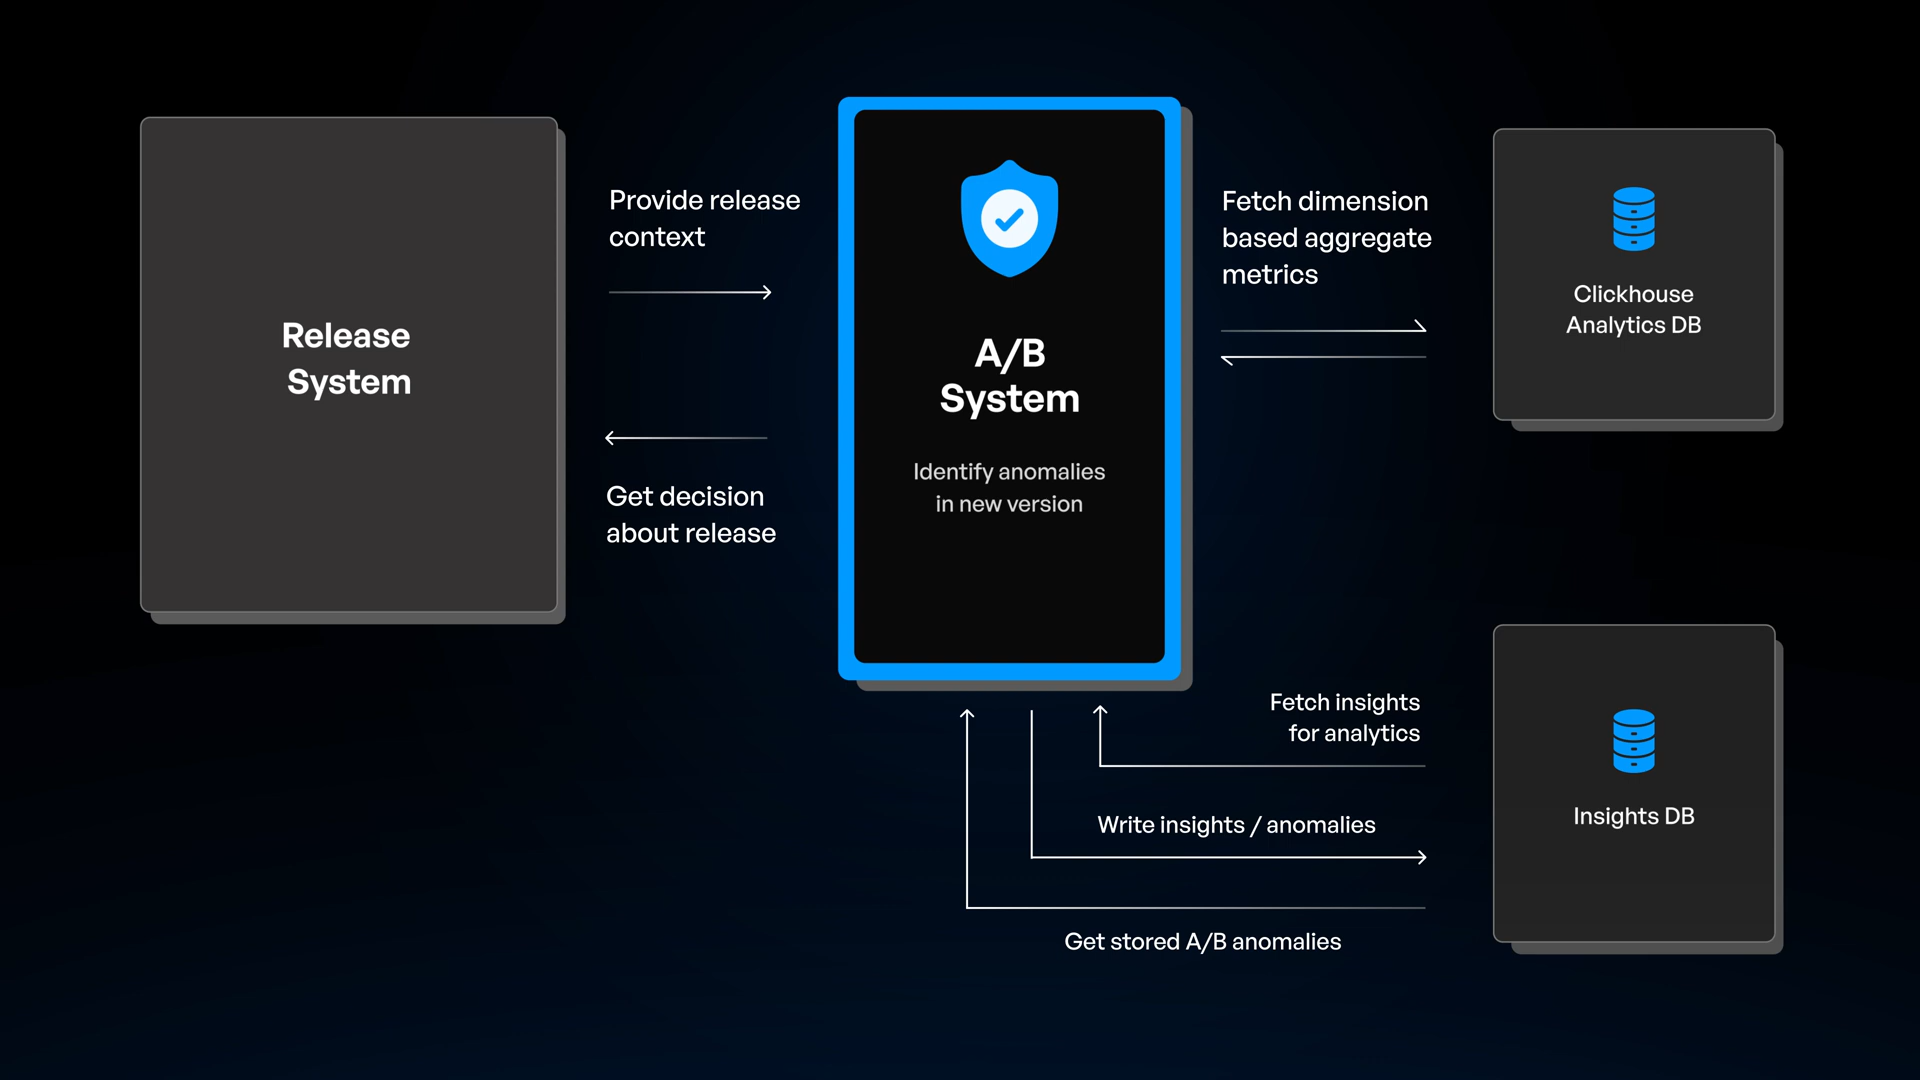 Release
System
Provide release
context
Get decision
about release
A/B
System
Identify anomalies
in new version
Fetch dimension
based aggregate
metrics
Clickhouse
Analytics DB
Fetch insights
for analytics
Write insights / anomalies
Get stored A/B anomalies
Insights DB